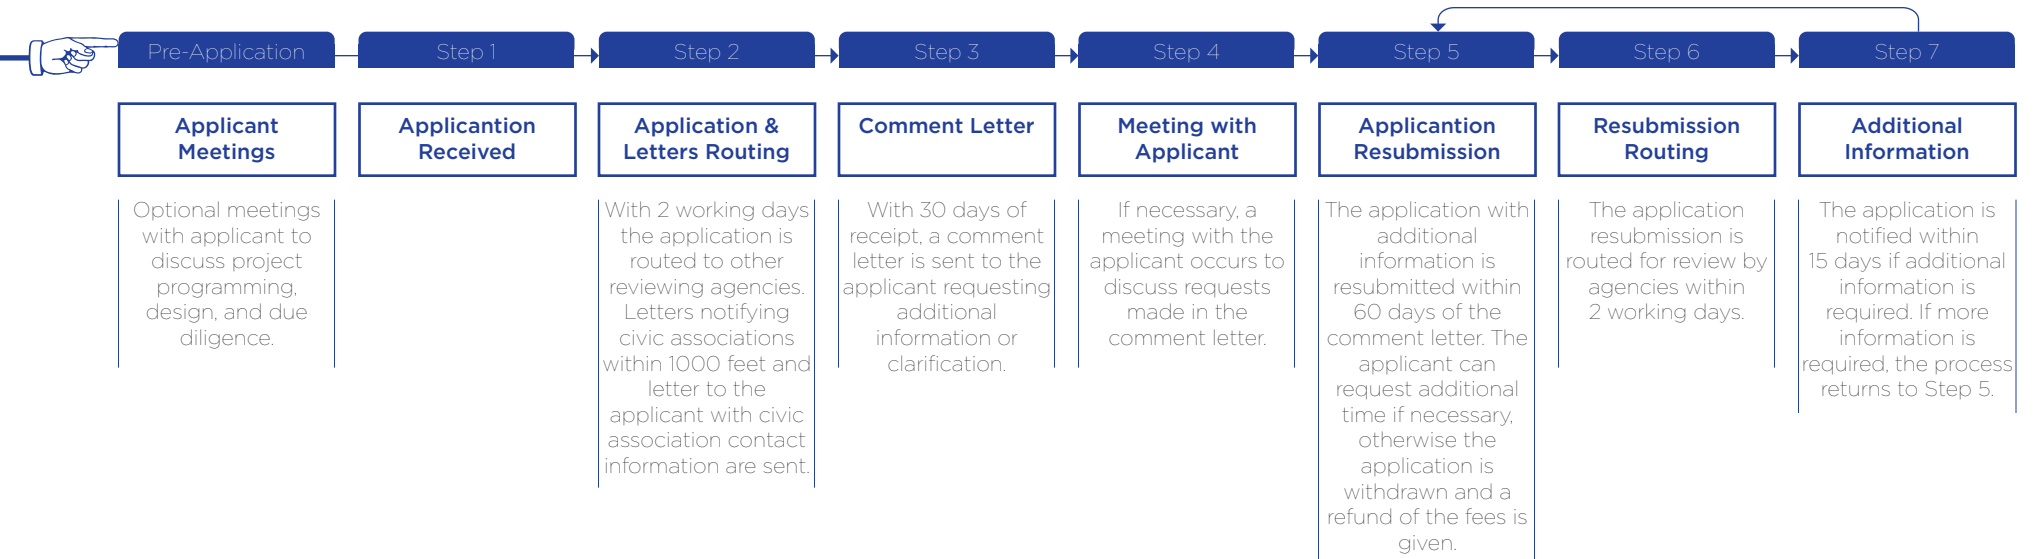 Pre-Application
Step 1
Step 2
Step 3
Step 4
Step 5
Step 6
Step 7
Applicant
Meetings
Applicantion
Received
Application &
Letters Routing
Comment Letter
Meeting with
Applicant
Applicantion
Resubmission
Resubmission
Routing
Additional
Information
Optional meetings
with applicant to
discuss project
programming,
design, and due
diligence.
With 2 working days
the application is
routed to other
reviewing agencies.
Letters notifying
civic associations
within 1000 feet and
letter to the
applicant with civic
association contact
information are sent.
With 30 days of
receipt, a comment
letter is sent to the
applicant requesting
additional
information or
clarification.
If necessary, a
meeting with the
applicant occurs to
discuss requests
made in the
comment letter.
The application with
additional
information is
resubmitted within
60 days of the
comment letter. The
applicant can
request additional
time if necessary,
otherwise the
application is
withdrawn and a
refund of the fees is
given.
The application
resubmission is
routed for review by
agencies within
2 working days.
The application is
notified within
15 days if additional
information is
required. If more
information is
required, the process
returns to Step 5.